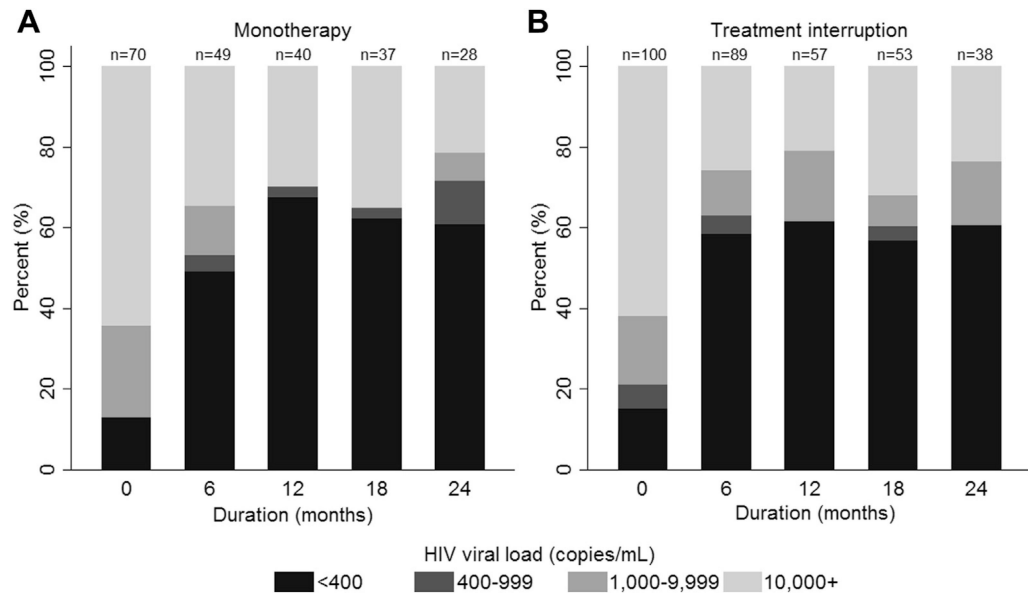 A
Monotherapy
n=70 n=49 n=40 n=37 n=28
100
80
60
40
20
0
Percent (%)
0 6 12 18 24
Duration (months)
B
Treatment interruption
n=100 n=89 n=57 n=53 n=38
100
80
60
40
20
0
Percent (%)
0 6 12 18 24
Duration (months)
HIV viral load (copies/mL)
<400 400-999 1,000-9,999 10,000+